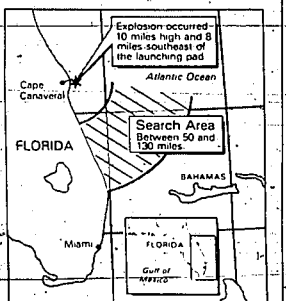 Explosion occurred
10 miles high and 8
miles southeast of
the launching pad
Cape
Canaveral
Atlantic Ocean
Search Area
Between 50 and
130 miles
FLORIDA
BAHAMAS
Miami
FLORIDA
Gulf of
Mexico